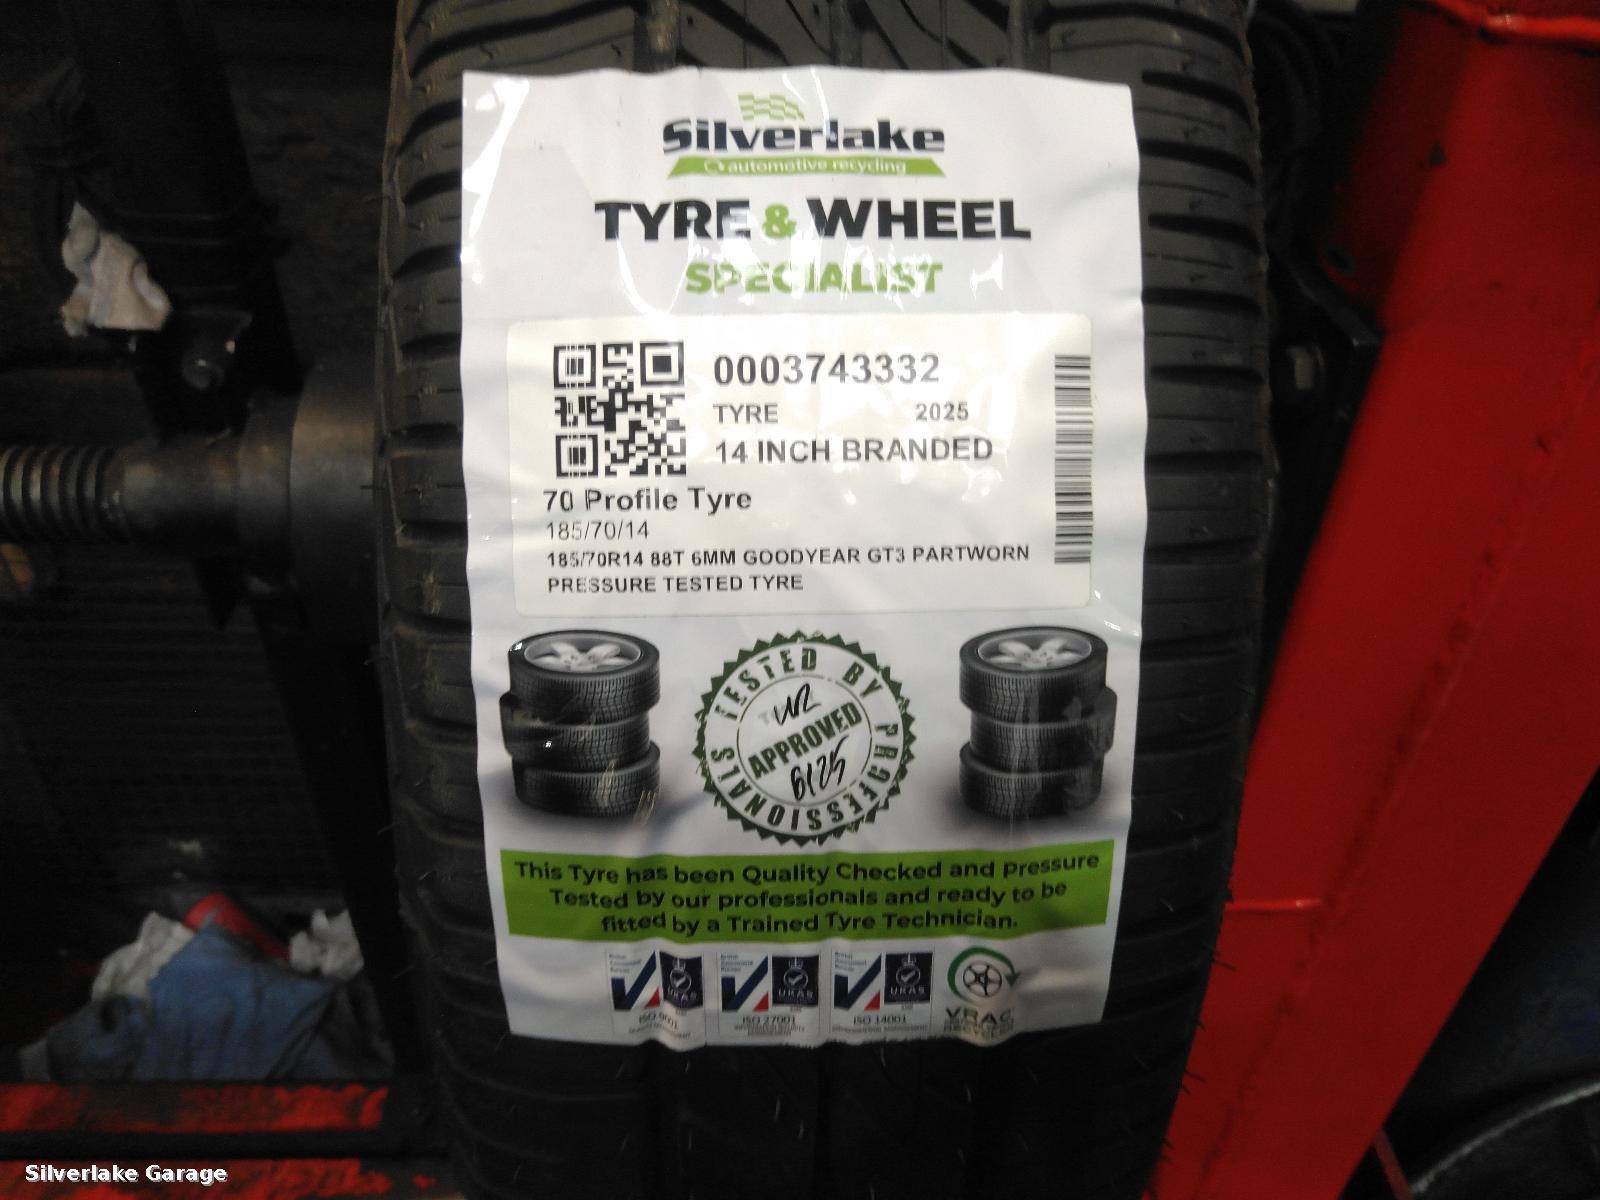 Silverlake
automotive recycling
TYRE & WHEEL
SPECIALIST
0003743332
TYRE 2025
14 INCH BRANDED
70 Profile Tyre
185/70/14
185/70R14 88T 6MM GOODYEAR GT3 PARTWORN
PRESSURE TESTED TYRE
TESTED BY PROFESSIONALS
APPROVED
6/25
This Tyre has been Quality Checked and Pressure
Tested by our professionals and ready to be
fitted by a Trained Tyre Technician.
UKAS
ISO 9001
UKAS
ISO 27001
UKAS
ISO 14001
VRAC
Silverlake Garage